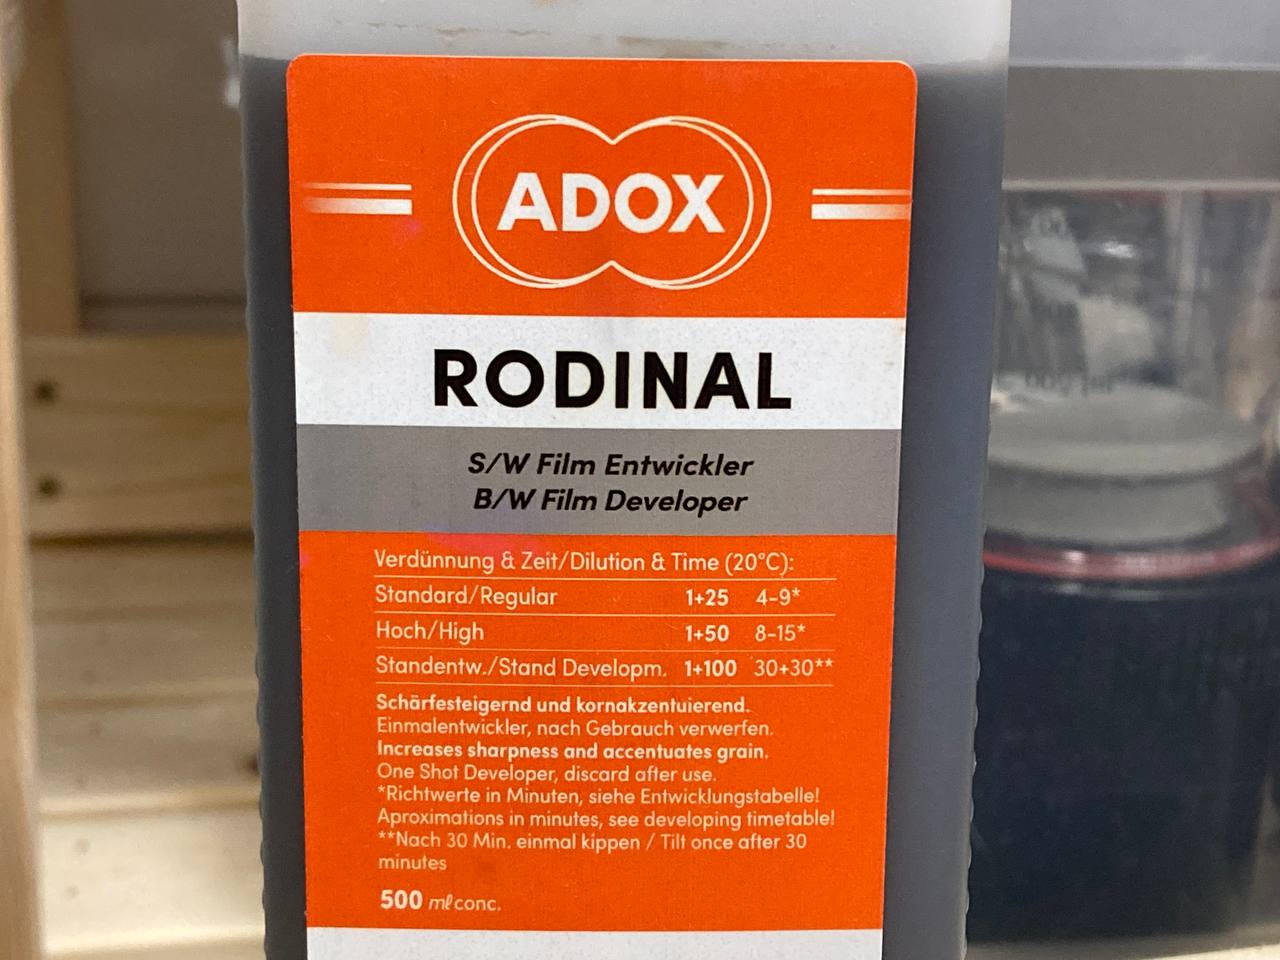 ADOX
RODINAL
S/W Film Entwickler
B/W Film Developer
Verdünnung & Zeit/Dilution & Time (20°C):
Standard/Regular 1+25 4-9*
Hoch/High 1+50 8-15*
Standentw./Stand Developm. 1+100 30+30**
Schärfesteigernd und kornakzentuierend.
Einmalentwickler, nach Gebrauch verwerfen.
Increases sharpness and accentuates grain.
One Shot Developer, discard after use.
*Richtwerte in Minuten, siehe Entwicklungstabelle!
Aproximations in minutes, see developing timetable!
**Nach 30 Min. einmal kippen / Tilt once after 30
minutes
500 ml conc.